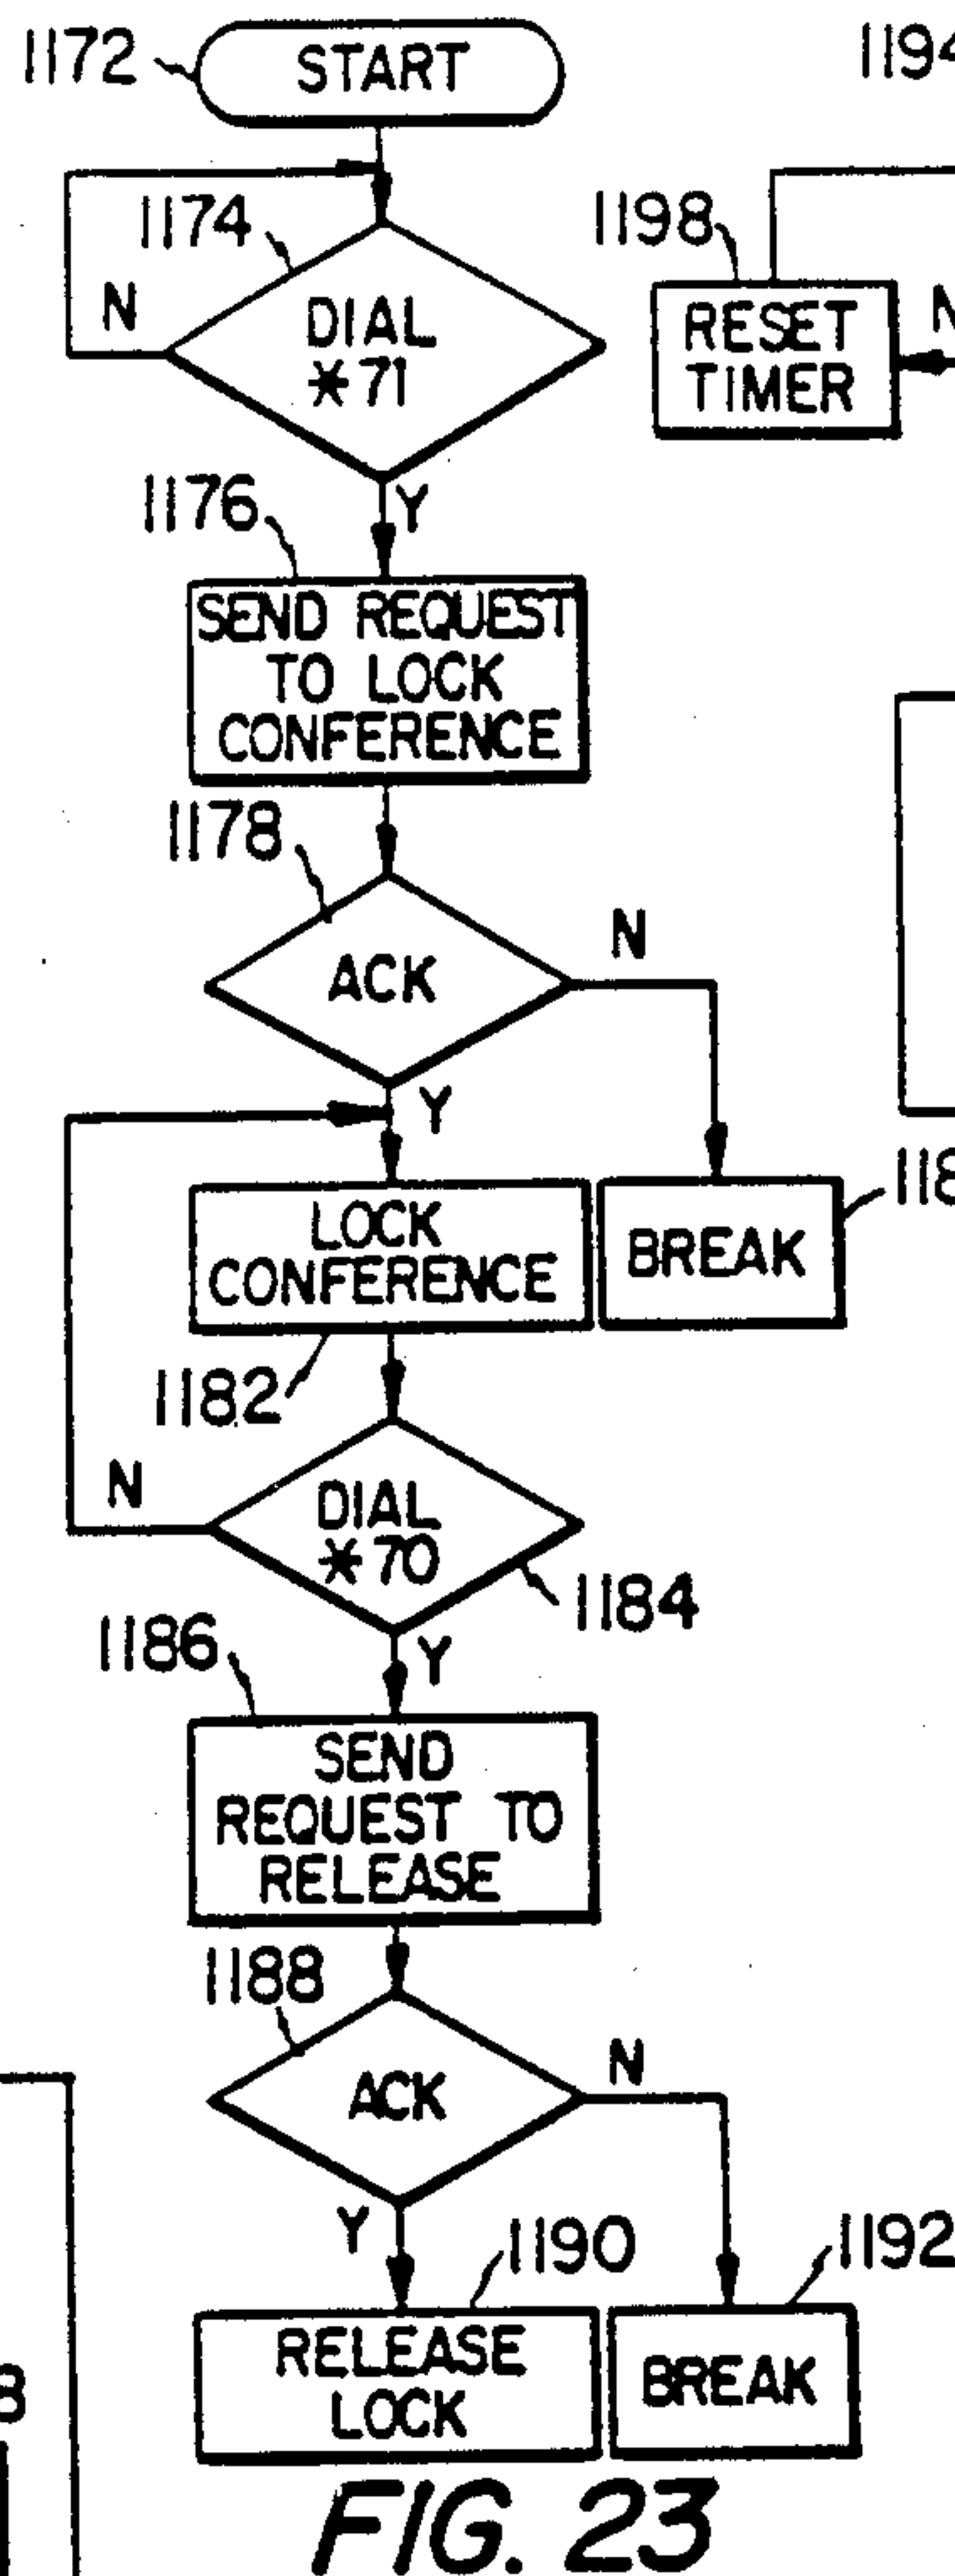 1172
START
1194
1174
1198
N
DIAL
*71
RESET
TIMER
N
1176
Y
SEND REQUEST
TO LOCK
CONFERENCE
1178
ACK
N
Y
LOCK
CONFERENCE
BREAK
118
1182
N
DIAL
*70
1184
1186
Y
SEND
REQUEST TO
RELEASE
1188
ACK
N
Y
1190
1192
RELEASE
LOCK
BREAK
8
FIG. 23